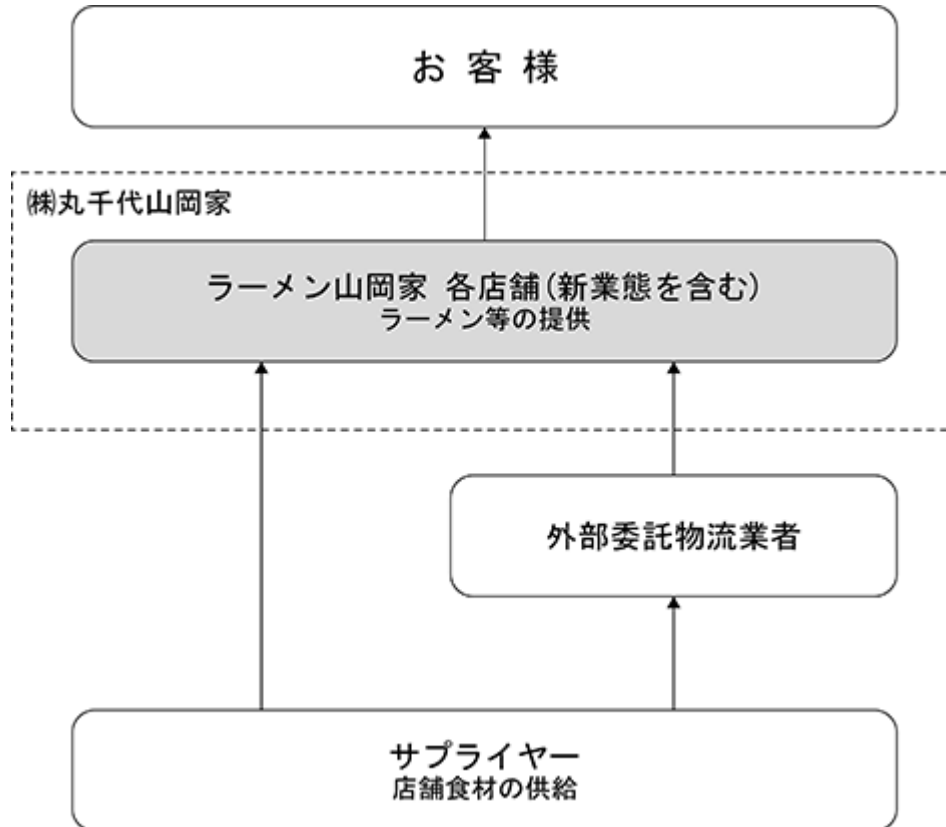 お客様
㈱丸千代山岡家
ラーメン山岡家 各店舗(新業態を含む)
ラーメン等の提供
外部委託物流業者
サプライヤー
店舗食材の供給